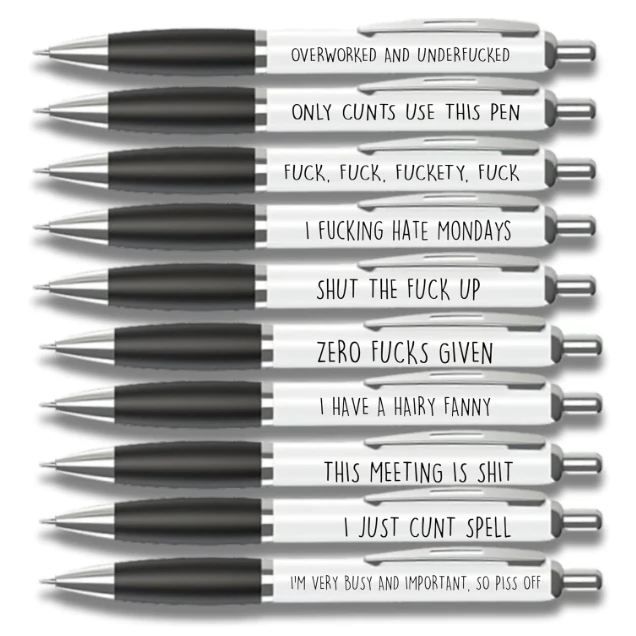 OVERWORKED AND UNDERFUCKED
ONLY CUNTS USE THIS PEN
FUCK, FUCK, FUCKETY, FUCK
I FUCKING HATE MONDAYS
SHUT THE FUCK UP
ZERO FUCKS GIVEN
I HAVE A HAIRY FANNY
THIS MEETING IS SHIT
I JUST CUNT SPELL
I'M VERY BUSY AND IMPORTANT, SO PISS OFF